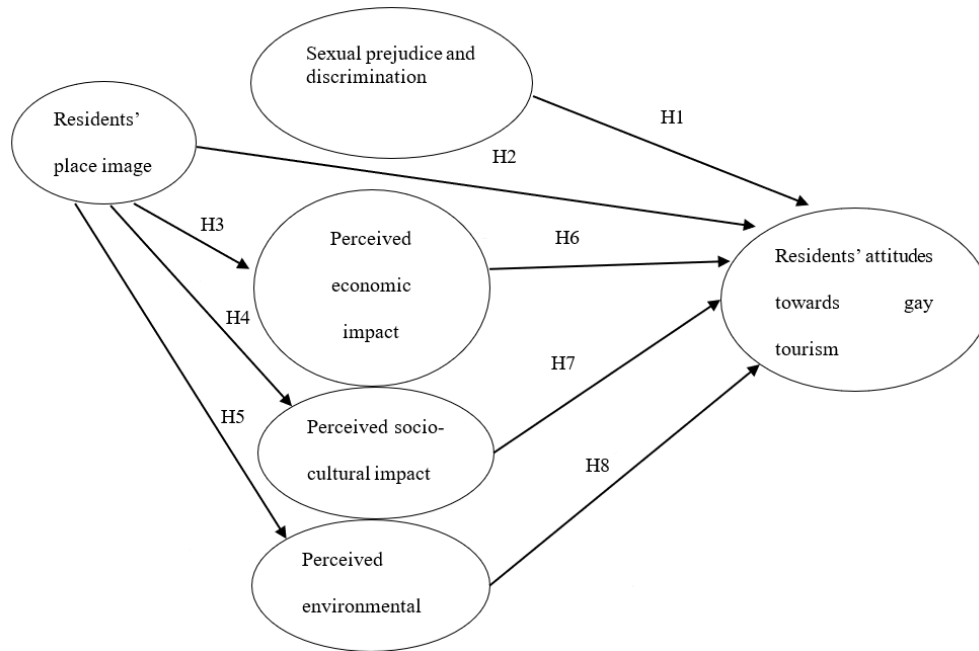 Sexual prejudice and
discrimination
H1
Residents’
place image
H2
H3
Perceived
economic
impact
H6
Residents’ attitudes
towards gay
tourism
H4
H7
H5
Perceived socio-
cultural impact
H8
Perceived
environmental